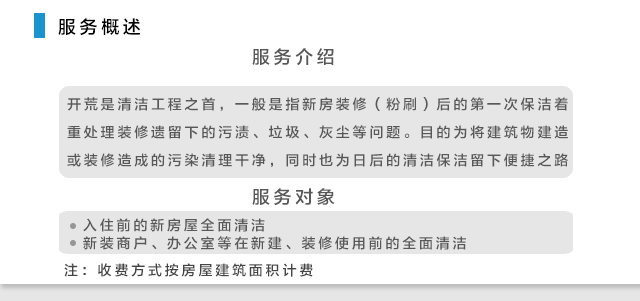 服务概述
服务介绍
开荒是清洁工程之首，一般是指新房装修（粉刷）后的第一次保洁着
重处理装修遗留下的污渍、垃圾、灰尘等问题。目的为将建筑物建造
或装修造成的污染清理干净，同时也为日后的清洁保洁留下便捷之路
服务对象
入住前的新房屋全面清洁
新装商户、办公室等在新建、装修使用前的全面清洁
注：收费方式按房屋建筑面积计费